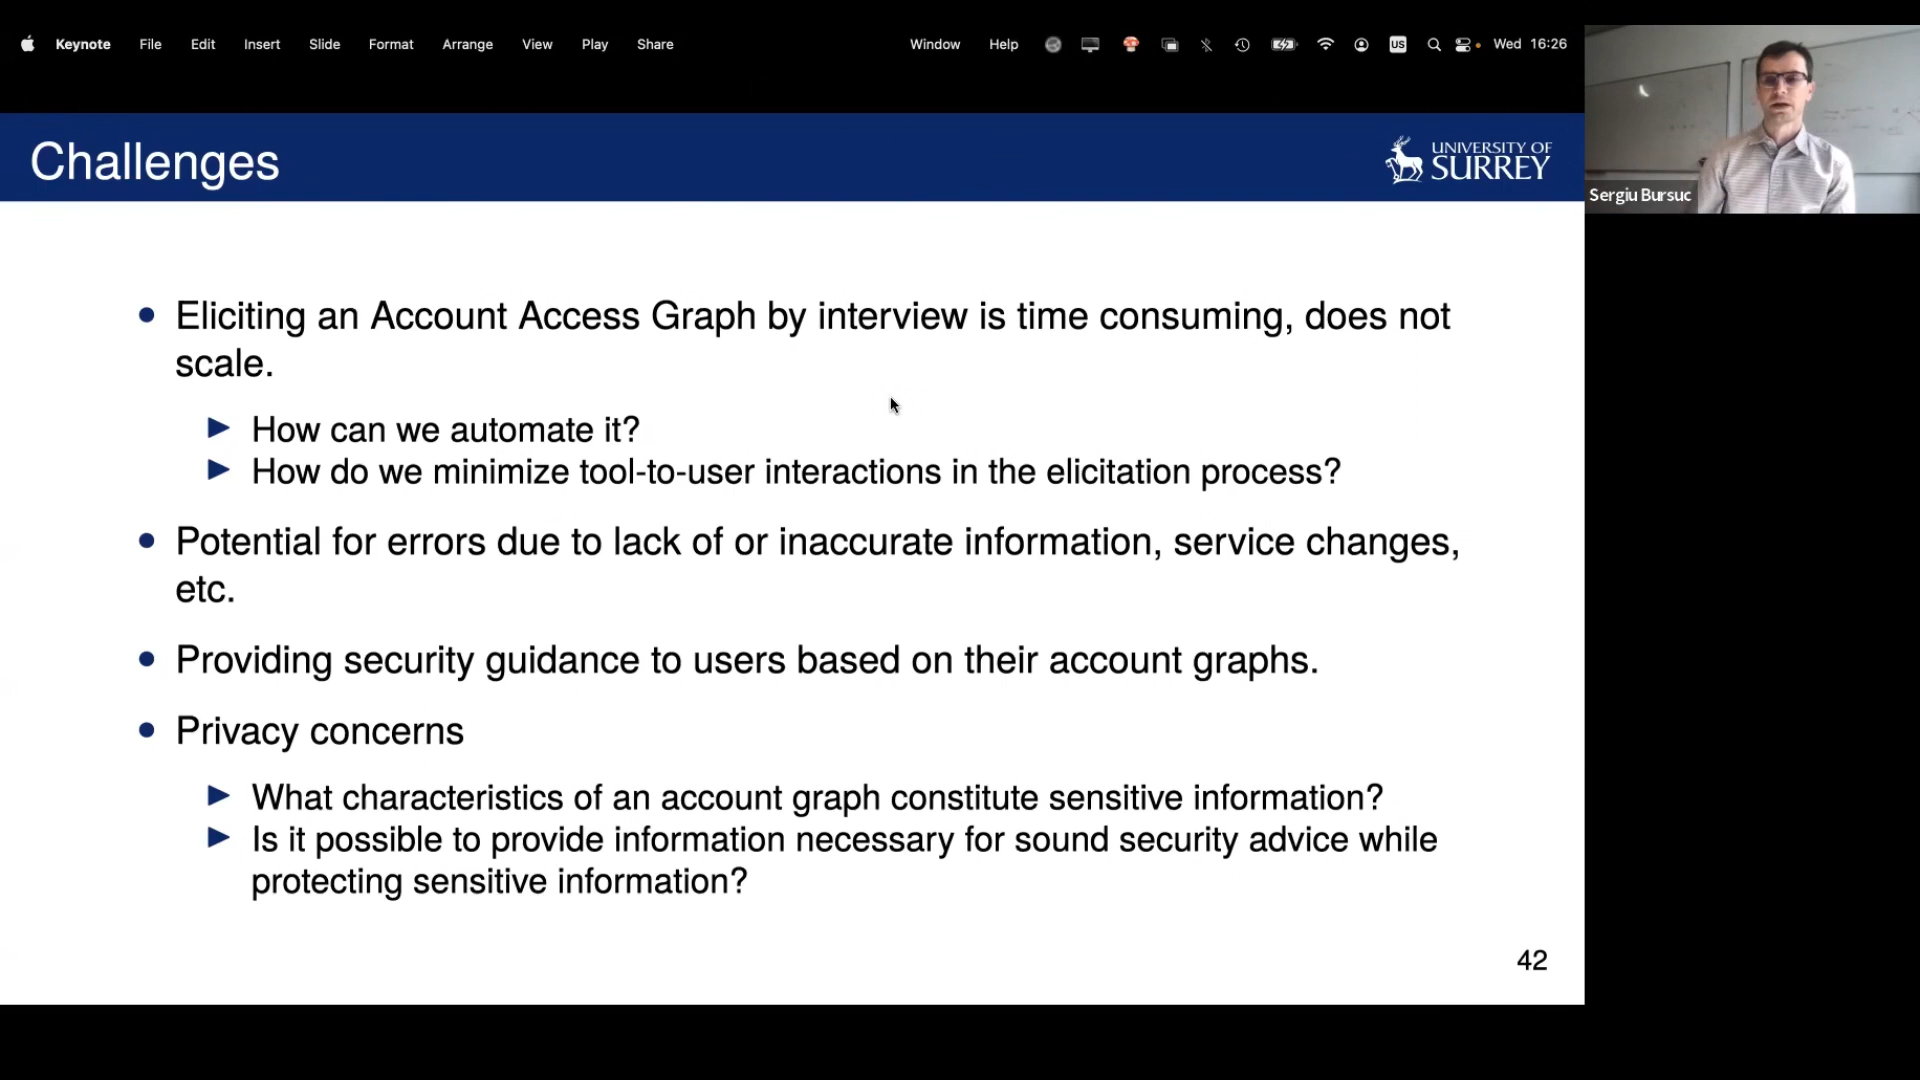 Keynote File Edit Insert Slide Format Arrange View Play Share Window Help US Wed 16:26
Challenges
UNIVERSITY OF
SURREY
Sergiu Bursuc
• Eliciting an Account Access Graph by interview is time consuming, does not
scale.
▶ How can we automate it?
▶ How do we minimize tool-to-user interactions in the elicitation process?
• Potential for errors due to lack of or inaccurate information, service changes,
etc.
• Providing security guidance to users based on their account graphs.
• Privacy concerns
▶ What characteristics of an account graph constitute sensitive information?
▶ Is it possible to provide information necessary for sound security advice while
protecting sensitive information?
42